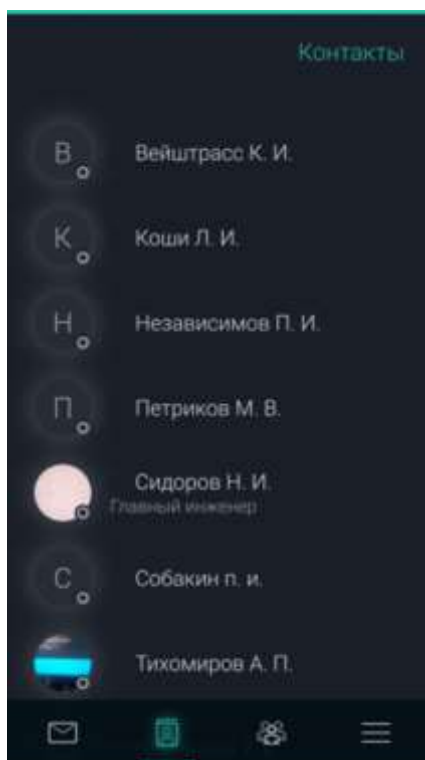 Контакты
В
Вейштрасс К. И.
К
Коши Л. И.
Н
Независимов П. И.
П
Петриков М. В.
Сидоров Н. И.
Главный инженер
С
Собакин п. и.
Тихомиров А. П.